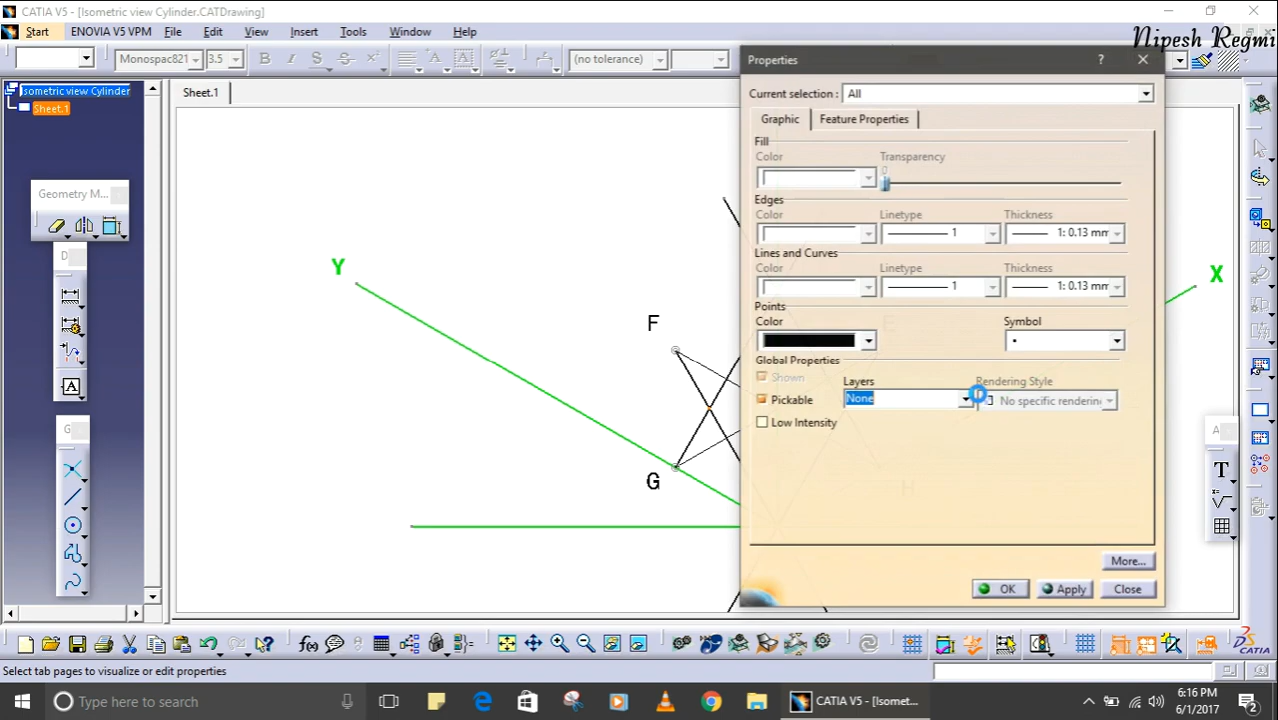 CATIA V5 - [Isometric view Cylinder.CATDrawing]
Nipesh Regmi
Start ENOVIA V5 VPM File Edit View Insert Tools Window Help
Monospac821 3.5 B I S S (no tolerance)
Properties ?
Isometric view Cylinder
Sheet.1
Sheet.1
Current selection : All
Graphic Feature Properties
Fill
Color Transparency
0
Edges
Color Linetype Thickness
1 1: 0.13 mm
Lines and Curves
Color Linetype Thickness
1 1: 0.13 mm
Points
Color Symbol
Global Properties
Shown Layers Rendering Style
Pickable None No specific renderin
Low Intensity
More...
OK Apply Close
Geometry M...
D
G
A
T
A
Y
X
F
G
E
H
f(x)
CATIA
Select tab pages to visualize or edit properties
Type here to search
CATIA V5 - [Isomet...
6:16 PM
6/1/2017
2